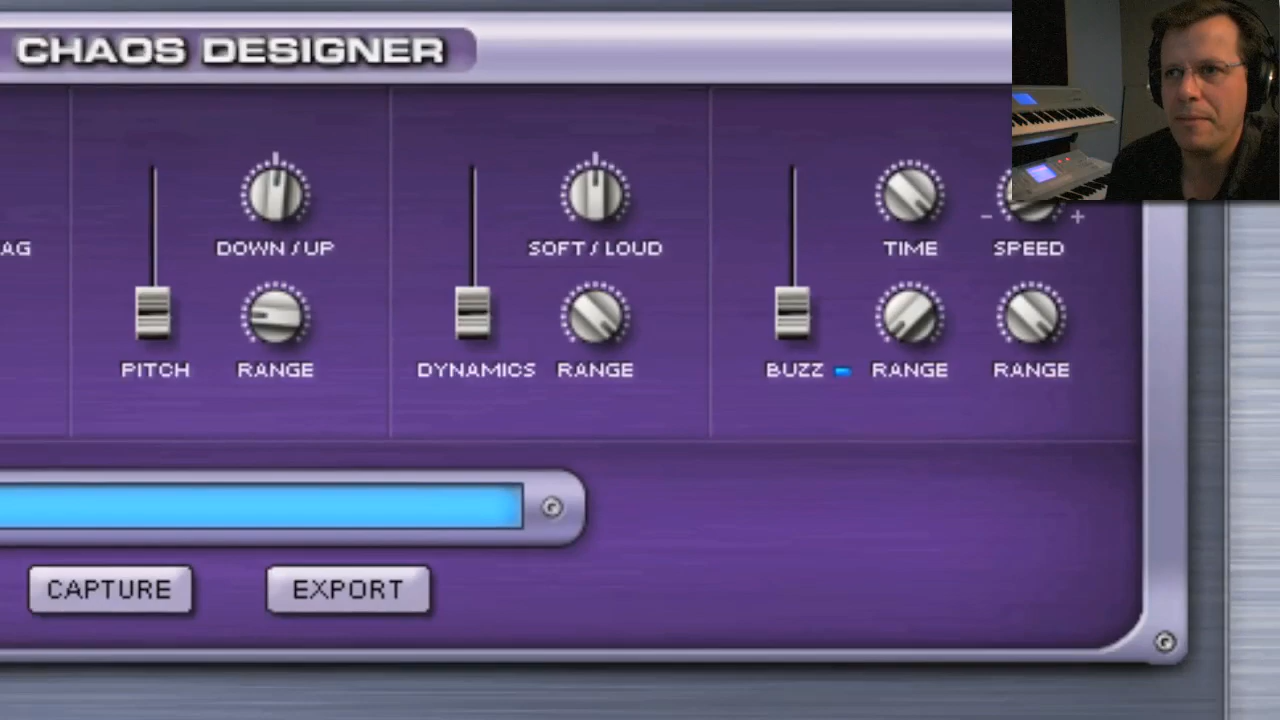 CHAOS DESIGNER
AG
DOWN / UP
SOFT / LOUD
TIME
- SPEED +
PITCH
RANGE
DYNAMICS
RANGE
BUZZ
RANGE
RANGE
CAPTURE
EXPORT